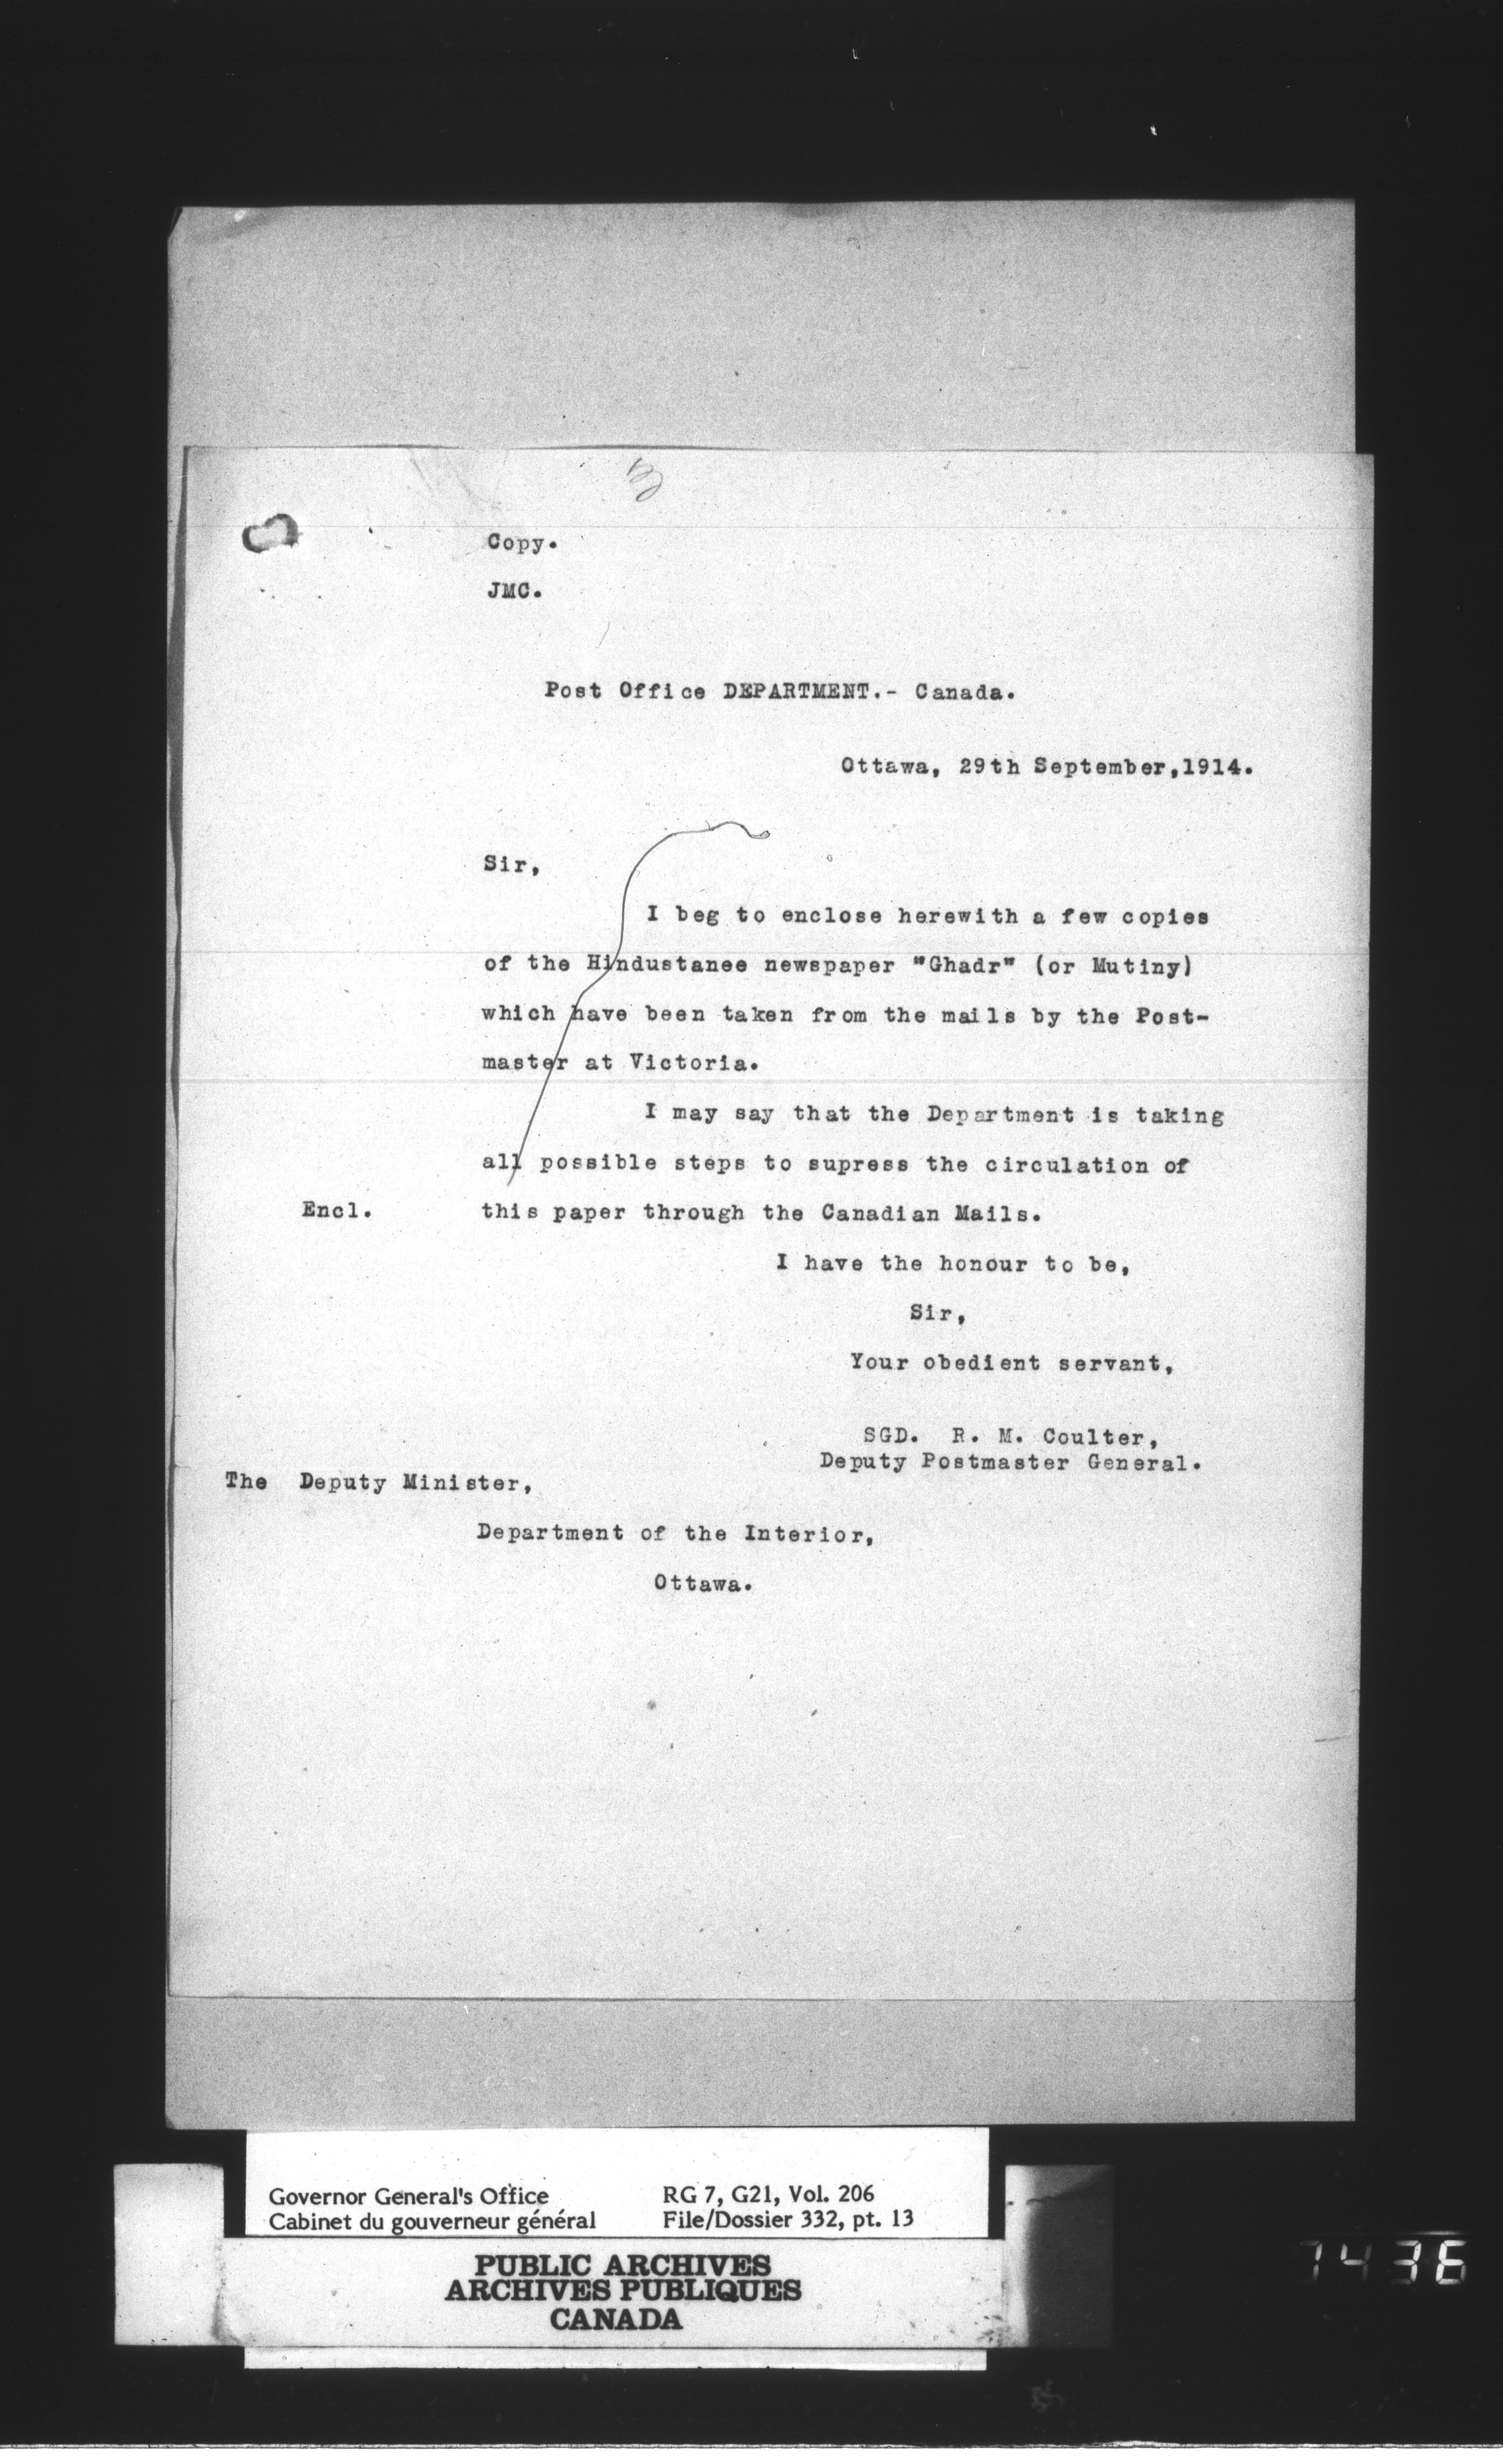 Copy.
JMC.
Post Office DEPARTMENT.- Canada.
Ottawa, 29th September,1914.
Sir,
I beg to enclose herewith a few copies
of the Hindustanee newspaper "Ghadr" (or Mutiny)
which have been taken from the mails by the Post-
master at Victoria.
I may say that the Department is taking
all possible steps to supress the circulation of
Encl. this paper through the Canadian Mails.
I have the honour to be,
Sir,
Your obedient servant,
SGD. R. M. Coulter,
Deputy Postmaster General.
The Deputy Minister,
Department of the Interior,
Ottawa.
Governor General's Office RG 7, G21, Vol. 206
Cabinet du gouverneur général File/Dossier 332, pt. 13
PUBLIC ARCHIVES
ARCHIVES PUBLIQUES
CANADA
1436